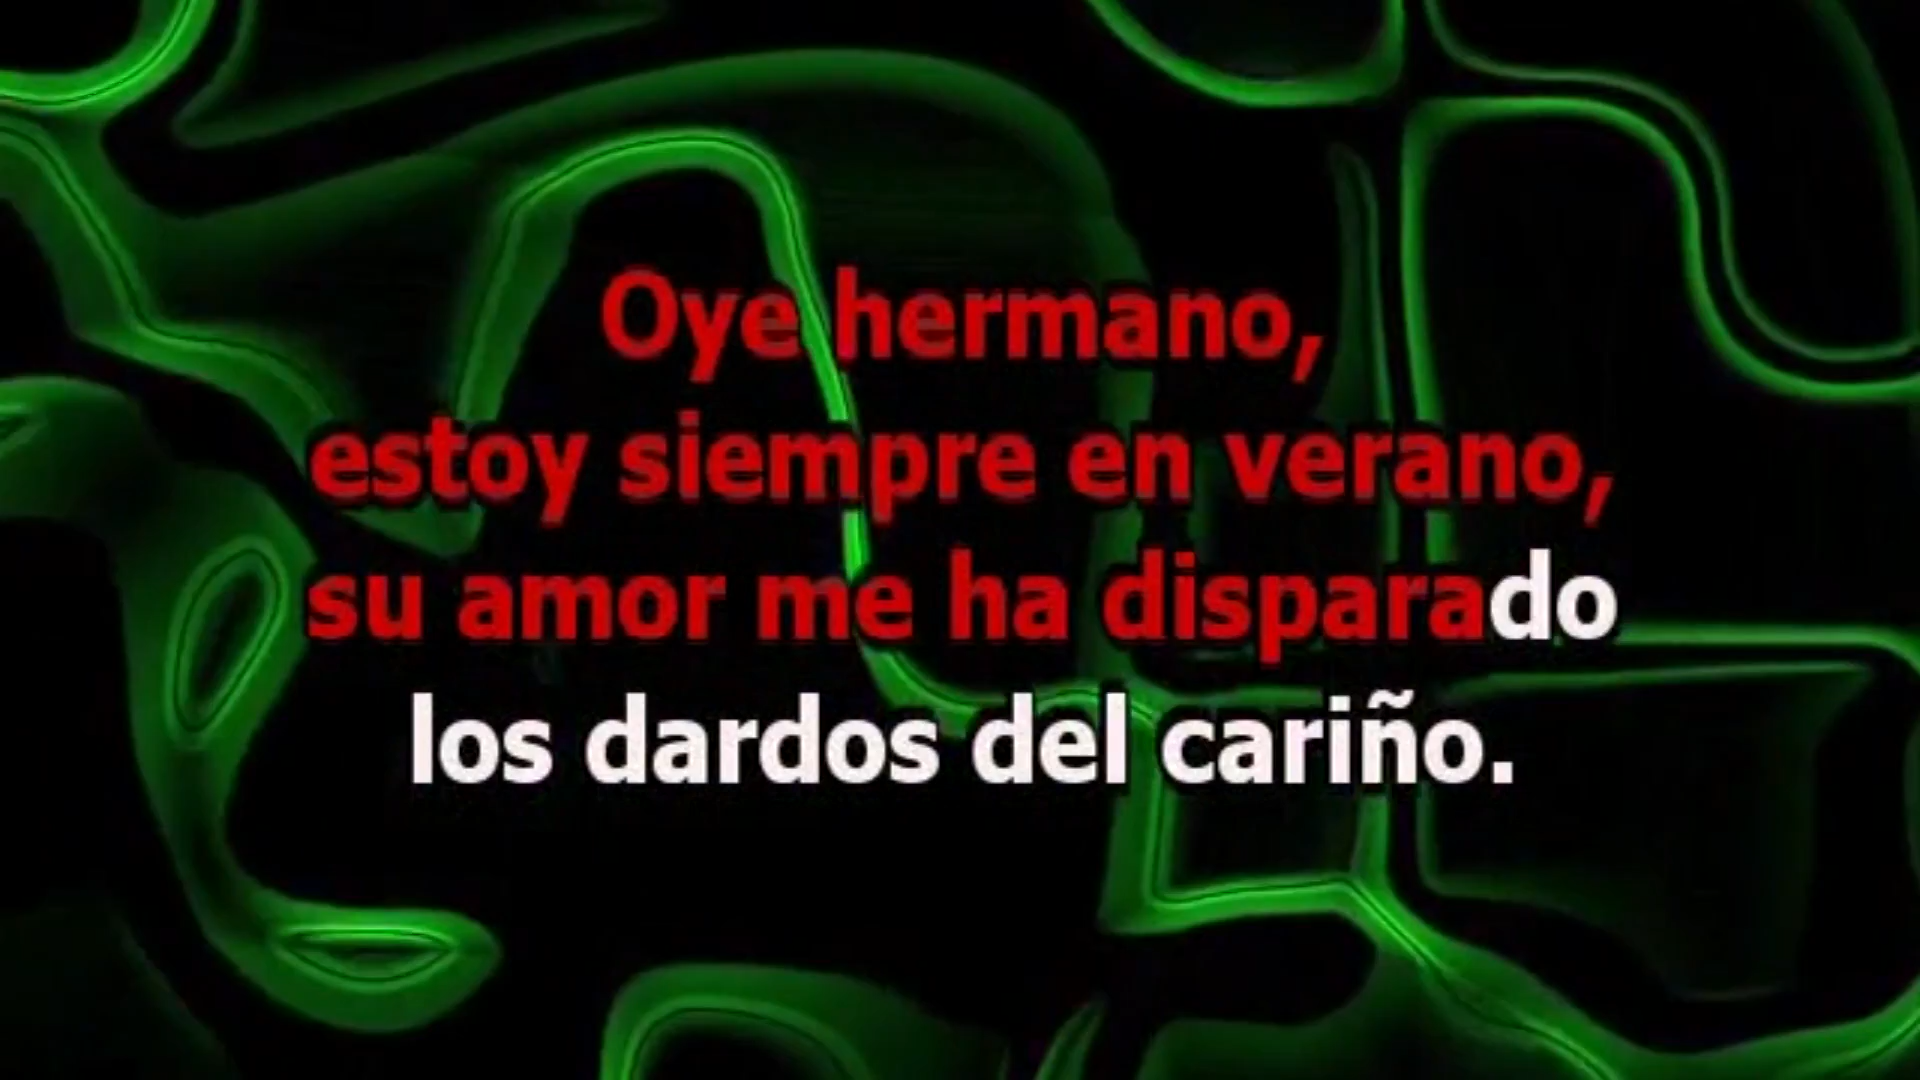 Oye hermano,
estoy siempre en verano,
su amor me ha disparado
los dardos del cariño.